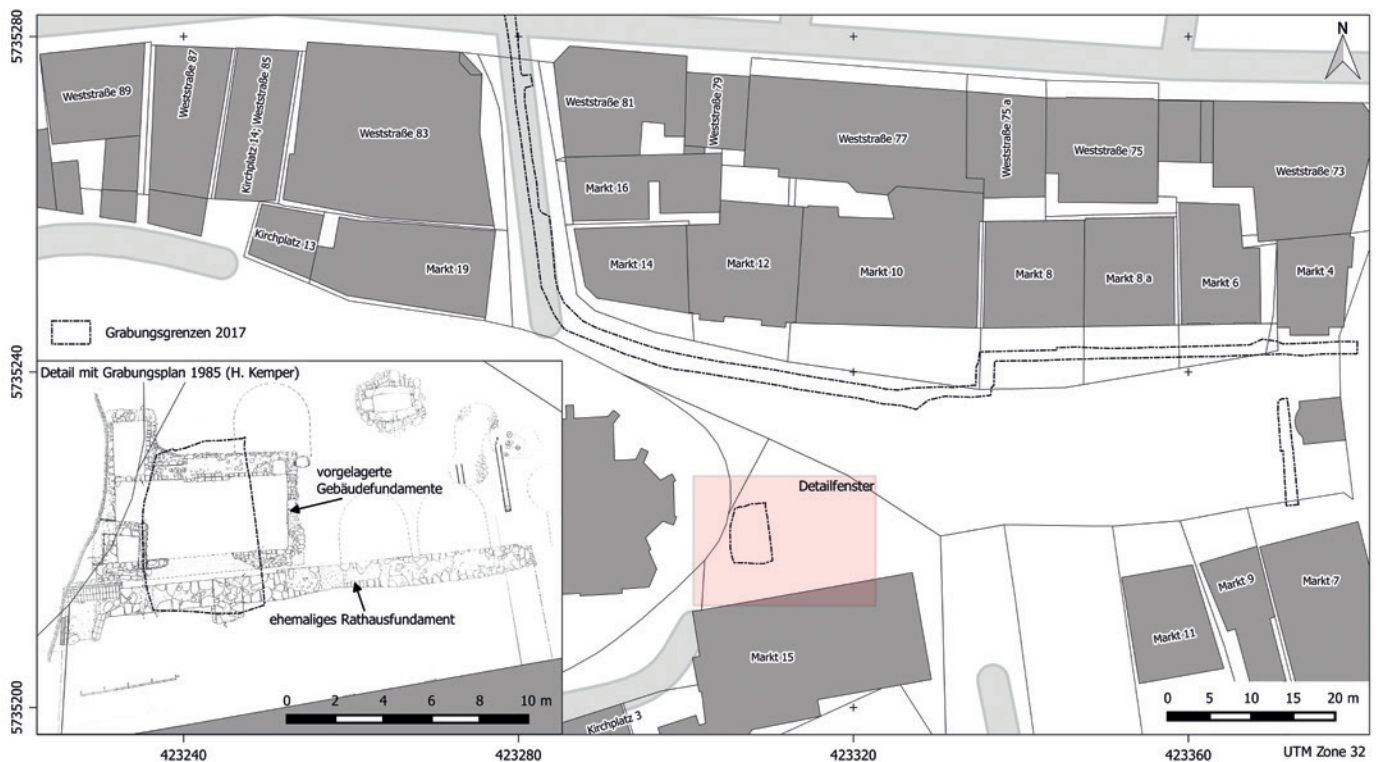 5735280
N
Weststraße 89
Weststraße 87
Kirchplatz 14; Weststraße 85
Weststraße 83
Weststraße 81
Weststraße 79
Weststraße 77
Weststraße 75 a
Weststraße 75
Weststraße 73
Markt 16
Kirchplatz 13
Markt 19
Markt 14
Markt 12
Markt 10
Markt 8
Markt 8 a
Markt 6
Markt 4
Grabungsgrenzen 2017
5735240
Detail mit Grabungsplan 1985 (H. Kemper)
vorgelagerte
Gebäudefundamente
ehemaliges Rathausfundament
0 2 4 6 8 10 m
Detailfenster
Markt 15
Kirchplatz 3
Markt 11
Markt 9
Markt 7
0 5 10 15 20 m
5735200
423240
423280
423320
423360
UTM Zone 32